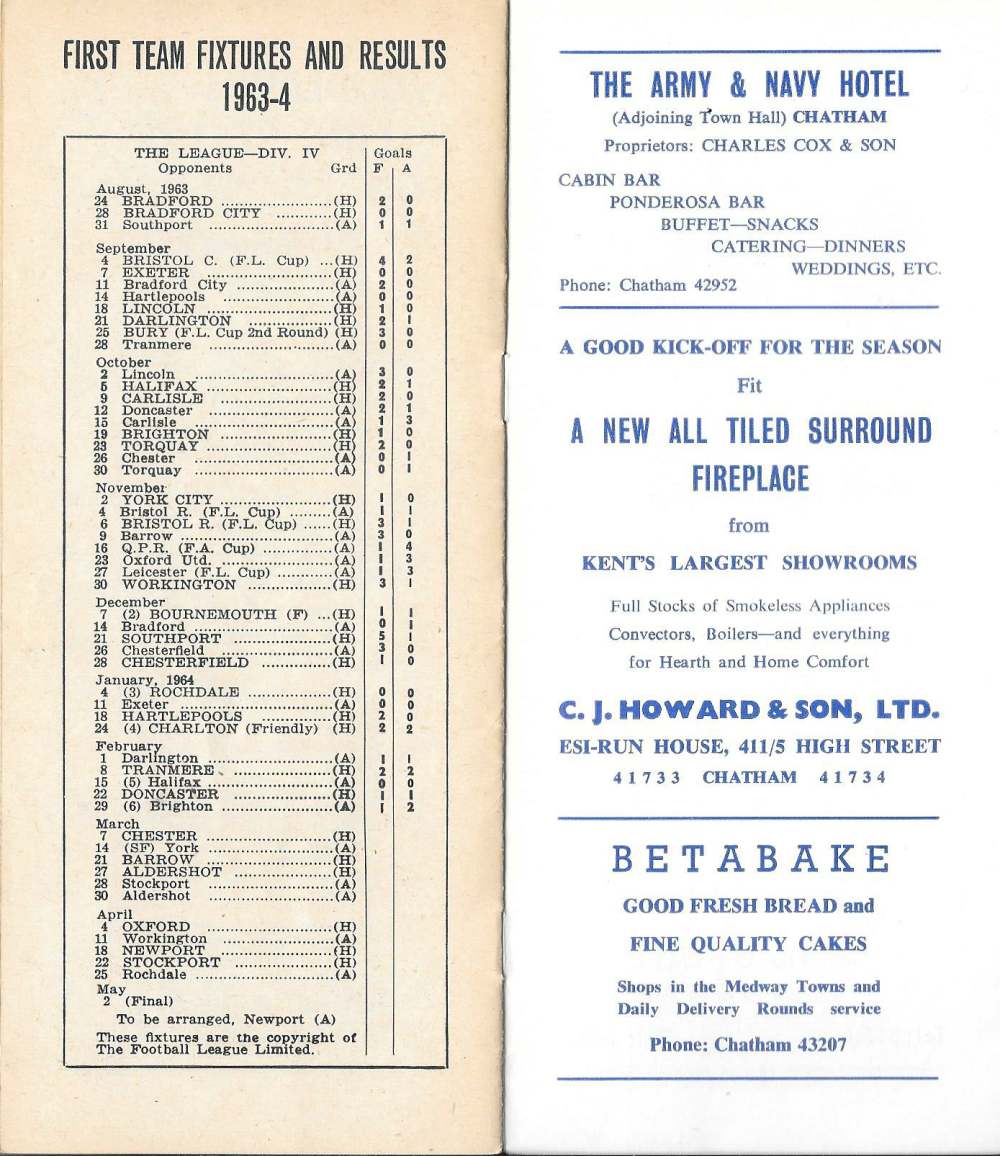 FIRST TEAM FIXTURES AND RESULTS
1963-4
THE LEAGUE—DIV. IV Goals
Opponents Grd F A
August, 1963
24 BRADFORD .......................(H) 2 0
28 BRADFORD CITY ............(H) 0 0
31 Southport ..........................(A) 1 1
September
4 BRISTOL C. (F.L. Cup) ...(H) 4 2
7 EXETER .............................(H) 0 0
11 Bradford City ....................(A) 2 0
14 Hartlepools .......................(A) 0 0
18 LINCOLN ..........................(H) 1 0
21 DARLINGTON .................(H) 2 1
25 BURY (F.L. Cup 2nd Round) (H) 3 0
28 Tranmere ..........................(A) 0 0
October
2 Lincoln .............................(A) 3 0
5 HALIFAX ..........................(H) 2 1
9 CARLISLE .......................(H) 2 0
12 Doncaster .........................(A) 2 1
15 Carlisle .............................(A) 1 3
19 BRIGHTON .......................(H) 1 0
23 TORQUAY ........................(H) 2 0
26 Chester .............................(A) 0 1
30 Torquay .............................(A) 0 1
November
2 YORK CITY .......................(H) 1 0
4 Bristol R. (F.L. Cup) .........(A) 1 1
6 BRISTOL R. (F.L. Cup) ......(H) 3 1
9 Barrow ................................(A) 3 0
16 Q.P.R. (F.A. Cup) ..............(A) 1 4
23 Oxford Utd. .......................(A) 1 3
27 Leicester (F.L. Cup) ............(A) 1 3
30 WORKINGTON ..................(H) 3 1
December
7 (2) BOURNEMOUTH (F) ...(H) 1 1
14 Bradford .............................(A) 0 1
21 SOUTHPORT .....................(H) 5 1
26 Chesterfield .......................(A) 3 0
28 CHESTERFIELD ..............(H) 1 0
January, 1964
4 (3) ROCHDALE .................(H) 0 0
11 Exeter ................................(A) 0 0
18 HARTLEPOOLS ..............(H) 2 0
24 (4) CHARLTON (Friendly) (H) 2 2
February
1 Darlington .........................(A) 1 1
8 TRANMERE .......................(H) 2 2
15 (5) Halifax ..........................(A) 0 0
22 DONCASTER .....................(H) 1 1
29 (6) Brighton .......................(A) 1 2
March
7 CHESTER ..........................(H)
14 (SF) York ..........................(A)
21 BARROW ..........................(H)
27 ALDERSHOT .....................(H)
28 Stockport ..........................(A)
30 Aldershot ..........................(A)
April
4 OXFORD ..........................(H)
11 Workington .......................(A)
18 NEWPORT .......................(H)
22 STOCKPORT ....................(H)
25 Rochdale .............................(A)
May
2 (Final)
To be arranged, Newport (A)
These fixtures are the copyright of
The Football League Limited.
THE ARMY & NAVY HOTEL
(Adjoining Town Hall) CHATHAM
Proprietors: CHARLES COX & SON
CABIN BAR
PONDEROSA BAR
BUFFET—SNACKS
CATERING—DINNERS
WEDDINGS, ETC.
Phone: Chatham 42952
A GOOD KICK-OFF FOR THE SEASON
Fit
A NEW ALL TILED SURROUND
FIREPLACE
from
KENT'S LARGEST SHOWROOMS
Full Stocks of Smokeless Appliances
Convectors, Boilers—and everything
for Hearth and Home Comfort
C. J. HOWARD & SON, LTD.
ESI-RUN HOUSE, 411/5 HIGH STREET
41733 CHATHAM 41734
BETABAKE
GOOD FRESH BREAD and
FINE QUALITY CAKES
Shops in the Medway Towns and
Daily Delivery Rounds service
Phone: Chatham 43207